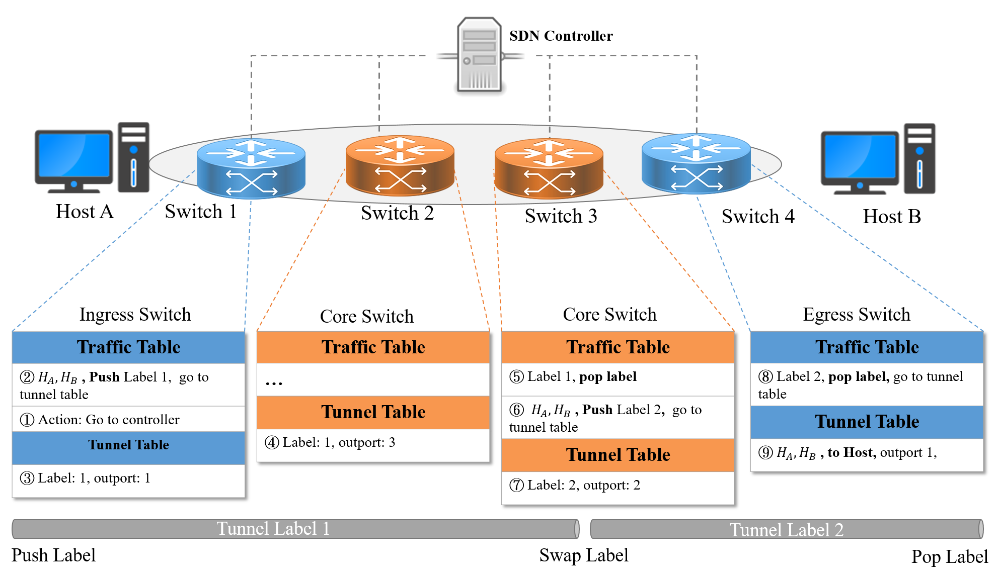 SDN Controller
Host A
Switch 1
Switch 2
Switch 3
Switch 4
Host B
Ingress Switch
Traffic Table
② H_A, H_B , Push Label 1, go to
tunnel table
① Action: Go to controller
Tunnel Table
③ Label: 1, outport: 1
Core Switch
Traffic Table
...
Tunnel Table
④ Label: 1, outport: 3
Core Switch
Traffic Table
⑤ Label 1, pop label
⑥ H_A, H_B , Push Label 2, go to
tunnel table
Tunnel Table
⑦ Label: 2, outport: 2
Egress Switch
Traffic Table
⑧ Label 2, pop label, go to tunnel
table
Tunnel Table
⑨ H_A, H_B , to Host, outport 1,
Tunnel Label 1
Tunnel Label 2
Push Label
Swap Label
Pop Label